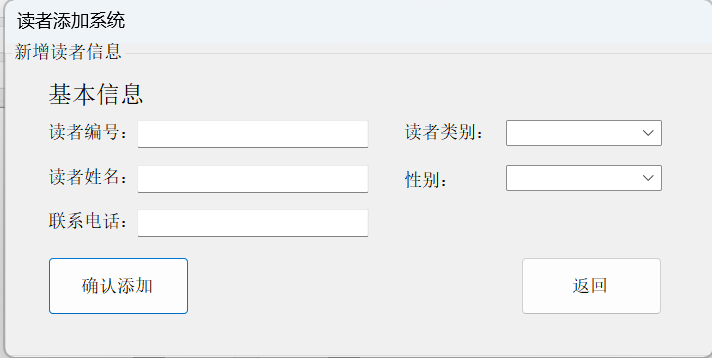 读者添加系统
新增读者信息
基本信息
读者编号： 读者类别：
读者姓名： 性别：
联系电话：
确认添加 返回